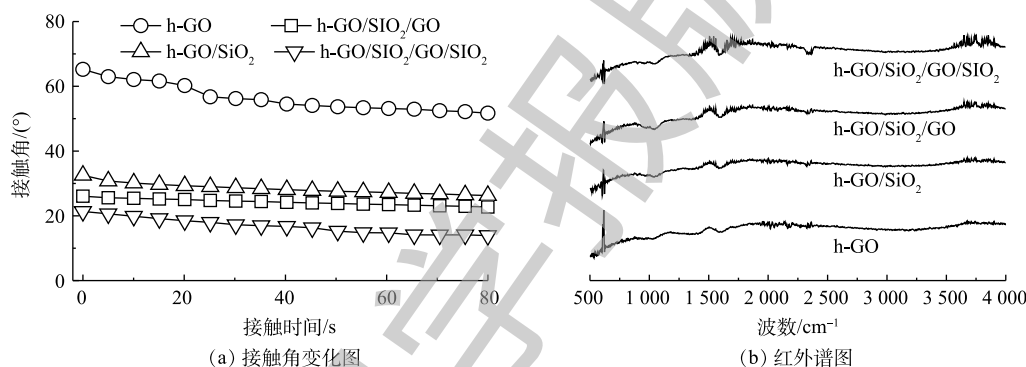 80
60
40
20
0
接触角/(°)
h-GO
h-GO/SIO₂/GO
h-GO/SiO₂
h-GO/SIO₂/GO/SIO₂
0
20
40
60
80
接触时间/s
(a) 接触角变化图
h-GO/SiO₂/GO/SIO₂
h-GO/SiO₂/GO
h-GO/SiO₂
h-GO
500
1 000
1 500
2 000
2 500
3 000
3 500
4 000
波数/cm⁻¹
(b) 红外谱图
学报版